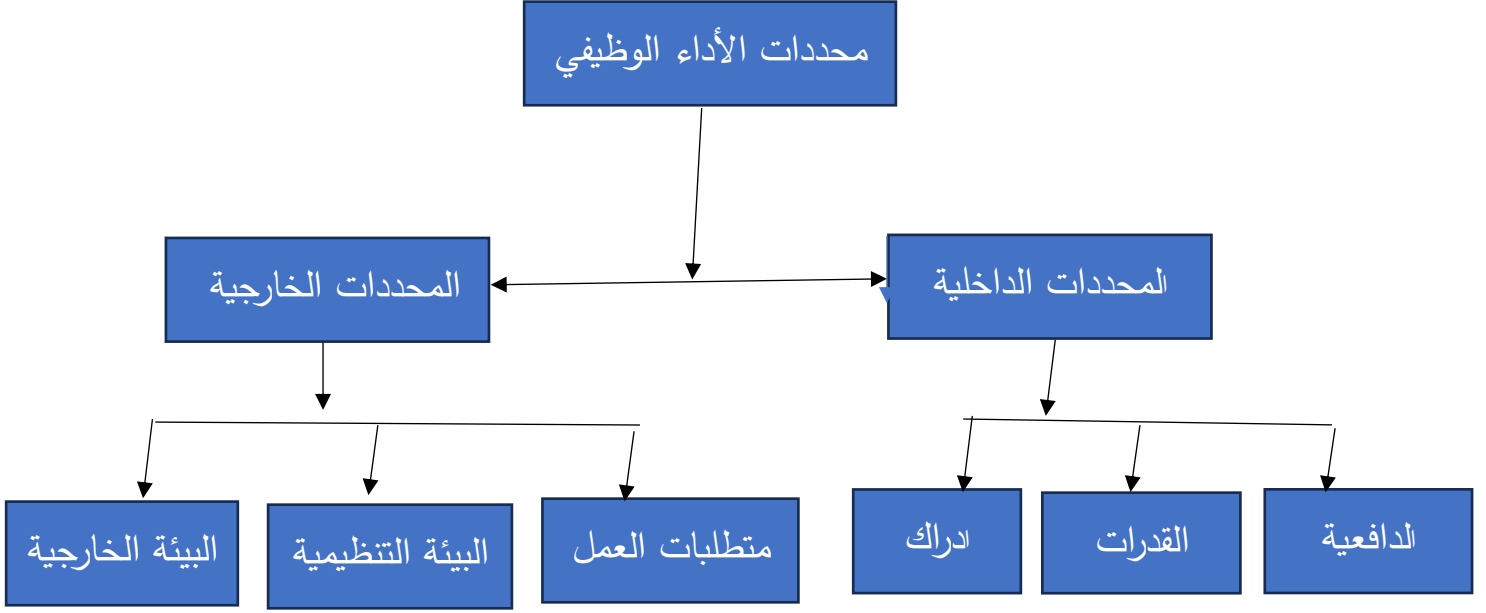 محددات الأداء الوظيفي
المحددات الداخلية
المحددات الخارجية
الدافعية
القدرات
ادراك
متطلبات العمل
البيئة التنظيمية
البيئة الخارجية